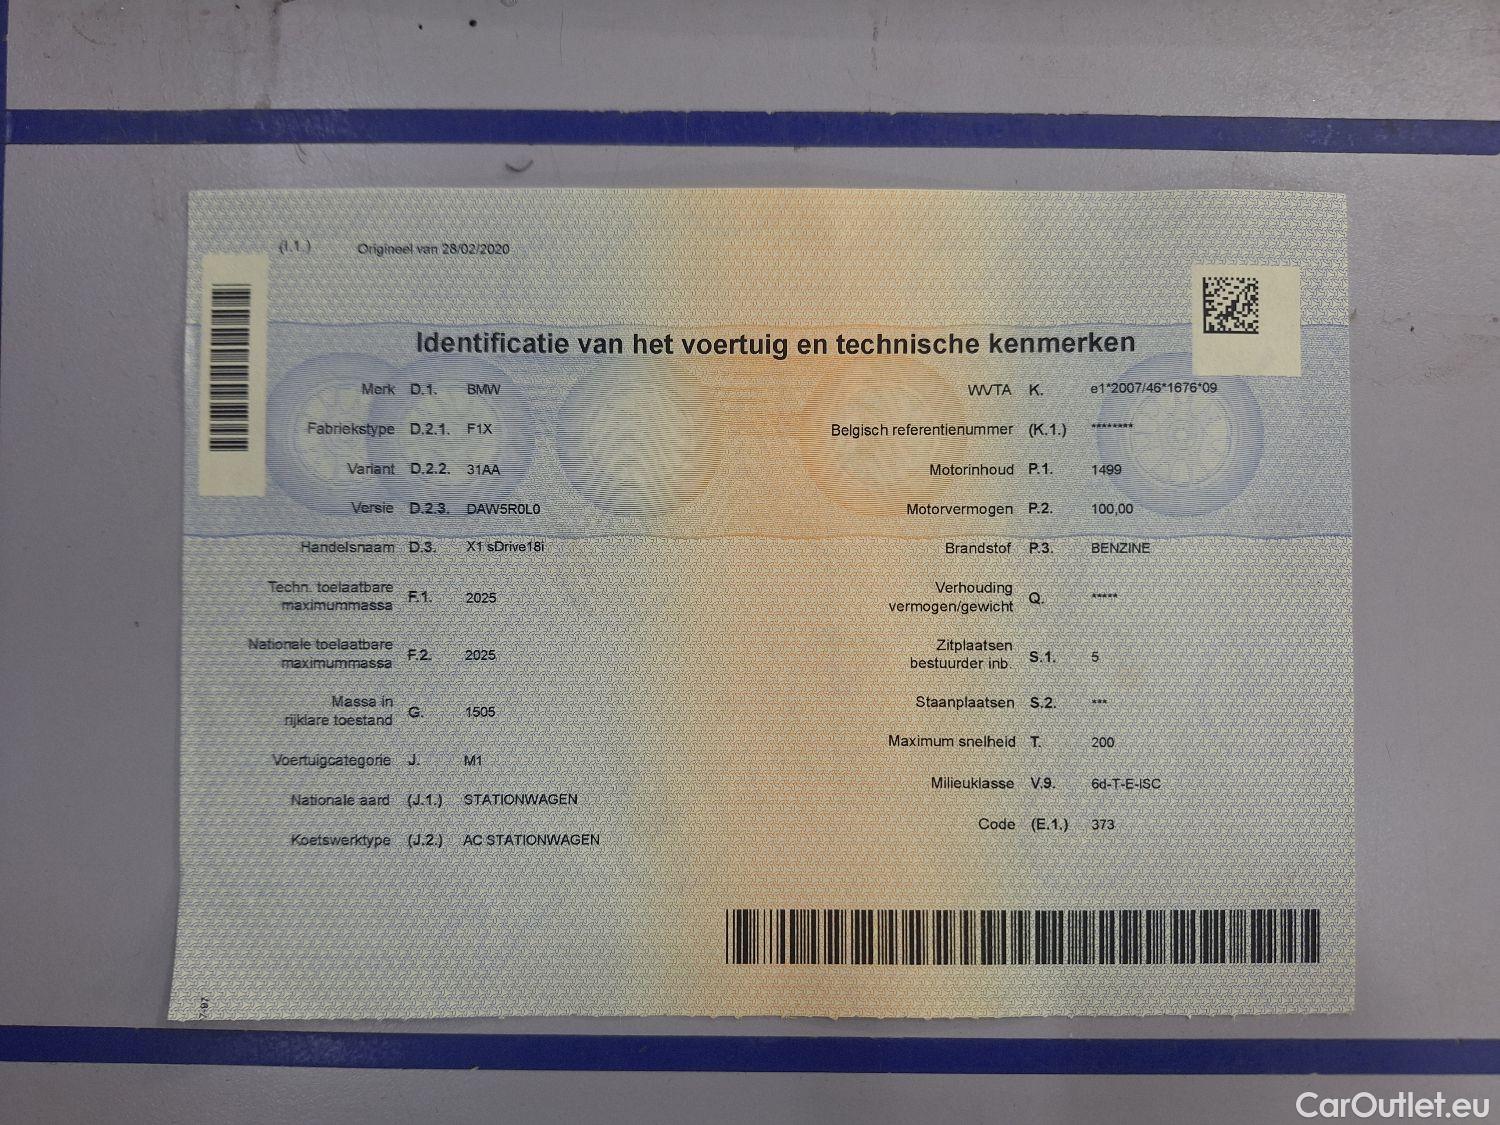 (I.1.) Origineel van 28/02/2020
Identificatie van het voertuig en technische kenmerken
Merk D.1. BMW
Fabriekstype D.2.1. F1X
Variant D.2.2. 31AA
Versie D.2.3. DAW5R0L0
Handelsnaam D.3. X1 sDrive18i
Techn. toelaatbare
maximummassa F.1. 2025
Nationale toelaatbare
maximummassa F.2. 2025
Massa in
rijklare toestand G. 1505
Voertuigcategorie J. M1
Nationale aard (J.1.) STATIONWAGEN
Koetswerktype (J.2.) AC STATIONWAGEN
WVTA K. e1*2007/46*1676*09
Belgisch referentienummer (K.1.) ********
Motorinhoud P.1. 1499
Motorvermogen P.2. 100,00
Brandstof P.3. BENZINE
Verhouding
vermogen/gewicht Q. *****
Zitplaatsen
bestuurder inb. S.1. 5
Staanplaatsen S.2. ***
Maximum snelheid T. 200
Milieuklasse V.9. 6d-T-E-ISC
Code (E.1.) 373
CarOutlet.eu